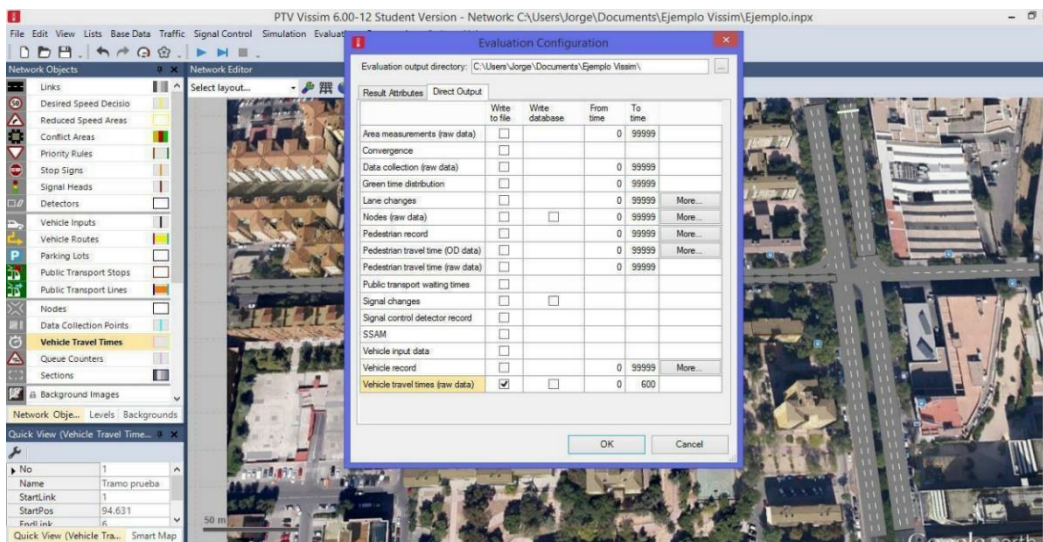 PTV Vissim 6.00-12 Student Version - Network: C:\Users\Jorge\Documents\Ejemplo Vissim\Ejemplo.inpx
File Edit View Lists Base Data Traffic Signal Control Simulation Evaluat
Network Objects
Links
Desired Speed Decisio
Reduced Speed Areas
Conflict Areas
Priority Rules
Stop Signs
Signal Heads
Detectors
Vehicle Inputs
Vehicle Routes
Parking Lots
Public Transport Stops
Public Transport Lines
Nodes
Data Collection Points
Vehicle Travel Times
Queue Counters
Sections
Background Images
Network Obje... Levels Backgrounds
Quick View (Vehicle Travel Time...
No 1
Name Tramo prueba
StartLink 1
StartPos 94.631
EndLink 6
Quick View (Vehicle Tra... Smart Map
Network Editor
Select layout...
50 m
Evaluation Configuration
Evaluation output directory: C:\Users\Jorge\Documents\Ejemplo Vissim\ ...
Result Attributes Direct Output
Write to file Write database From time To time
Area measurements (raw data) 0 99999
Convergence
Data collection (raw data) 0 99999
Green time distribution 0 99999
Lane changes 0 99999 More...
Nodes (raw data) 0 99999 More...
Pedestrian record 0 99999 More...
Pedestrian travel time (OD data) 0 99999 More...
Pedestrian travel time (raw data) 0 99999
Public transport waiting times
Signal changes
Signal control detector record
SSAM
Vehicle input data
Vehicle record 0 99999 More...
Vehicle travel times (raw data) 0 600
OK Cancel
Google earth